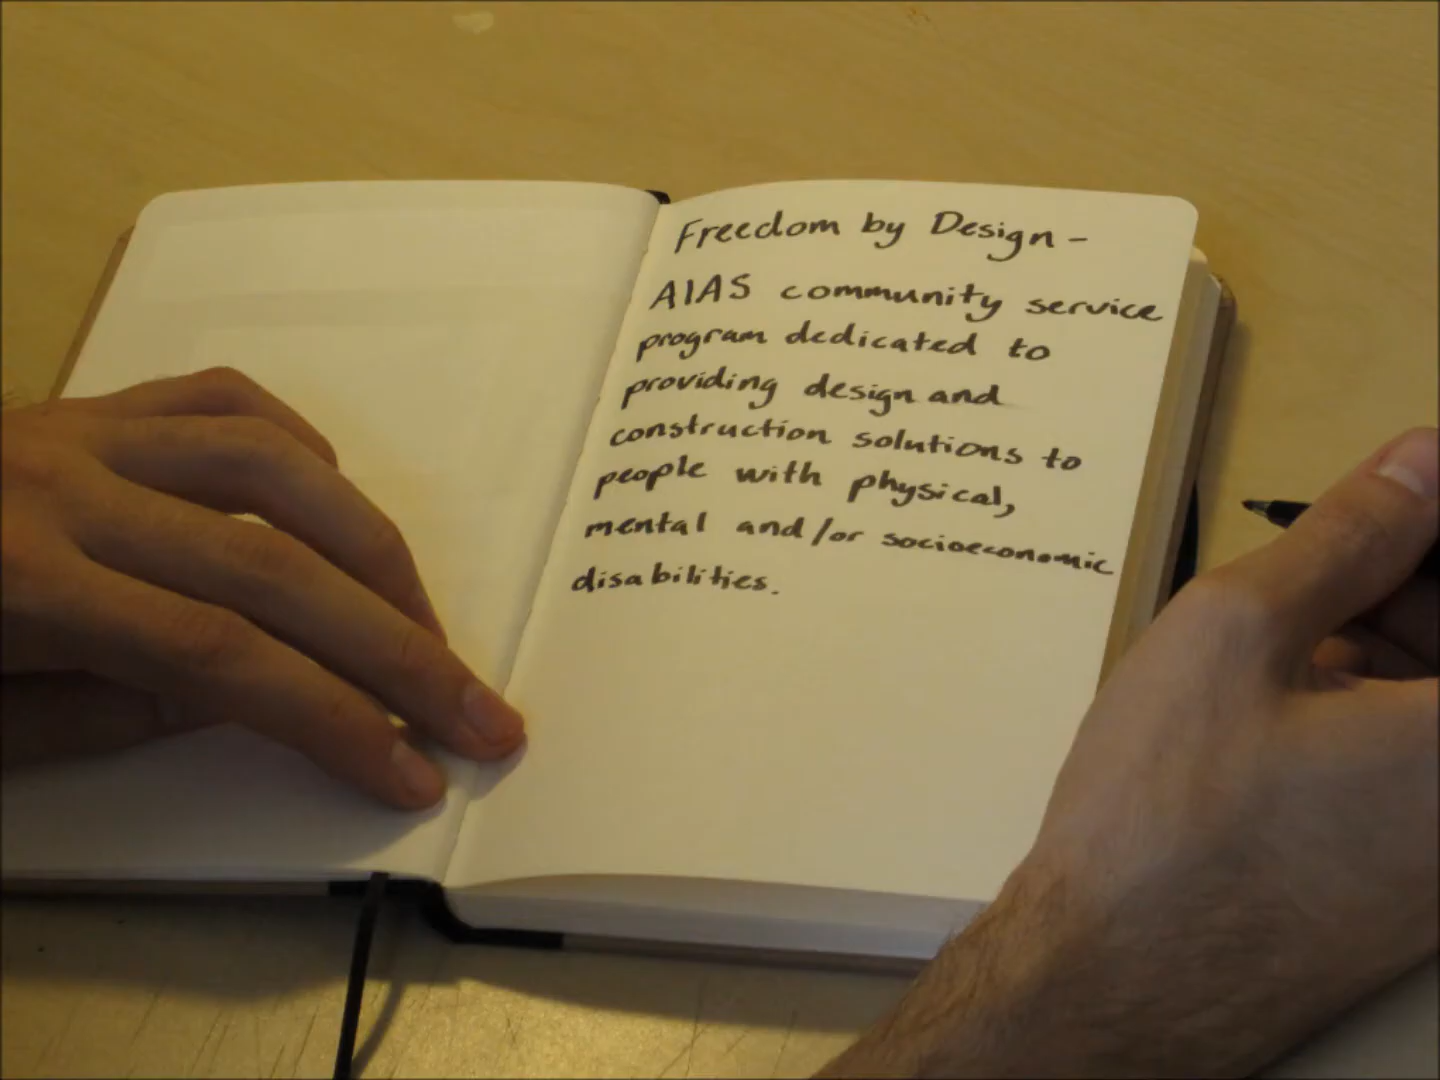 Freedom by Design -
AIAS community service
program dedicated to
providing design and
construction solutions to
people with physical,
mental and/or socioeconomic
disabilities.